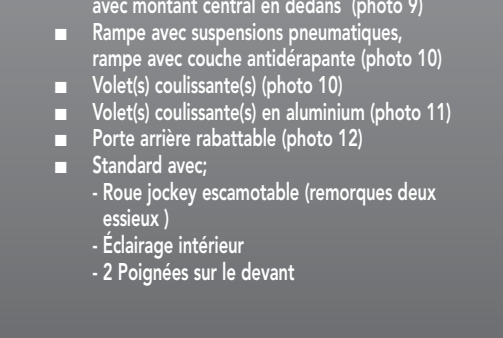 avec montant central en dedans (photo 9)
■ Rampe avec suspensions pneumatiques,
rampe avec couche antidérapante (photo 10)
■ Volet(s) coulissante(s) (photo 10)
■ Volet(s) coulissante(s) en aluminium (photo 11)
■ Porte arrière rabattable (photo 12)
■ Standard avec;
- Roue jockey escamotable (remorques deux
essieux )
- Éclairage intérieur
- 2 Poignées sur le devant